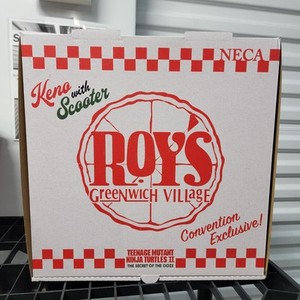 NECA
Keno
with
Scooter
ROY'S
GREENWICH VILLAGE
Convention
Exclusive!
TEENAGE MUTANT
NINJA TURTLES II
THE SECRET OF THE OOZE